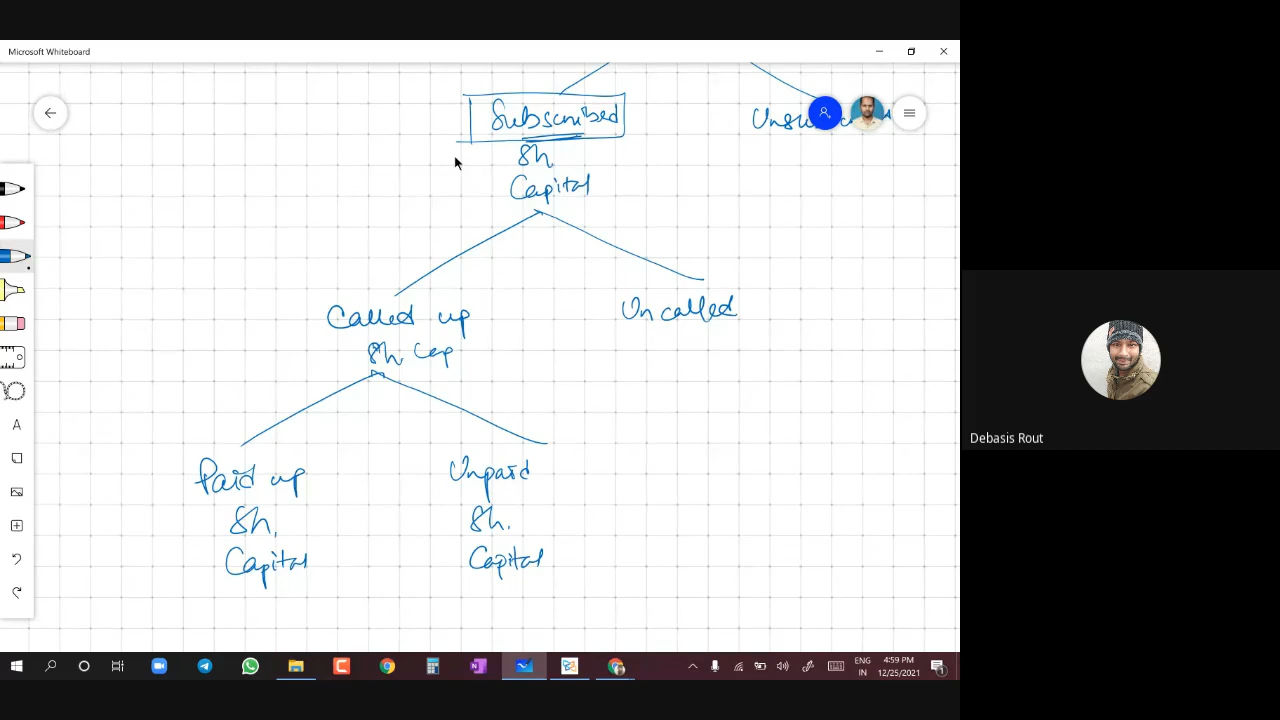 Microsoft Whiteboard
Subscribed
Sh.
Capital
Called up
Sh. Cap
Uncalled
Paid up
Sh.
Capital
Unpaid
Sh.
Capital
Debasis Rout
A
ENG
IN
4:59 PM
12/25/2021